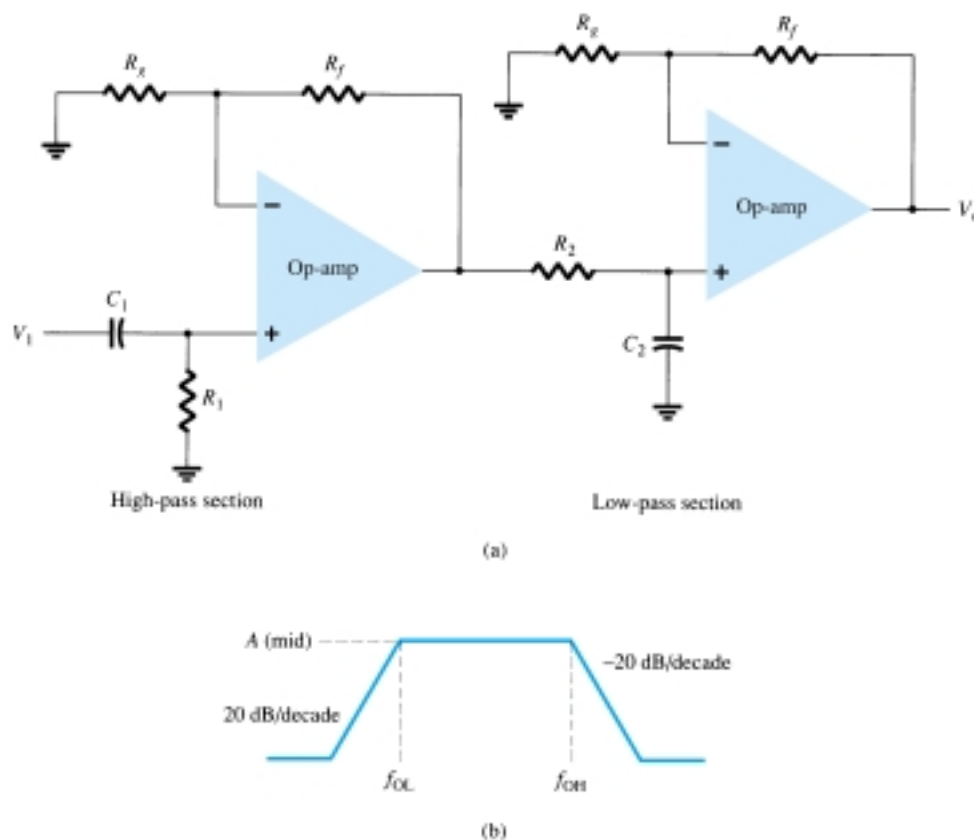 R_g
R_f
R_g
R_f
−
Op-amp
+
V_1
C_1
R_1
High-pass section
−
Op-amp
+
R_2
C_2
Low-pass section
(a)
A (mid)
−20 dB/decade
20 dB/decade
f_OL
f_OH
(b)